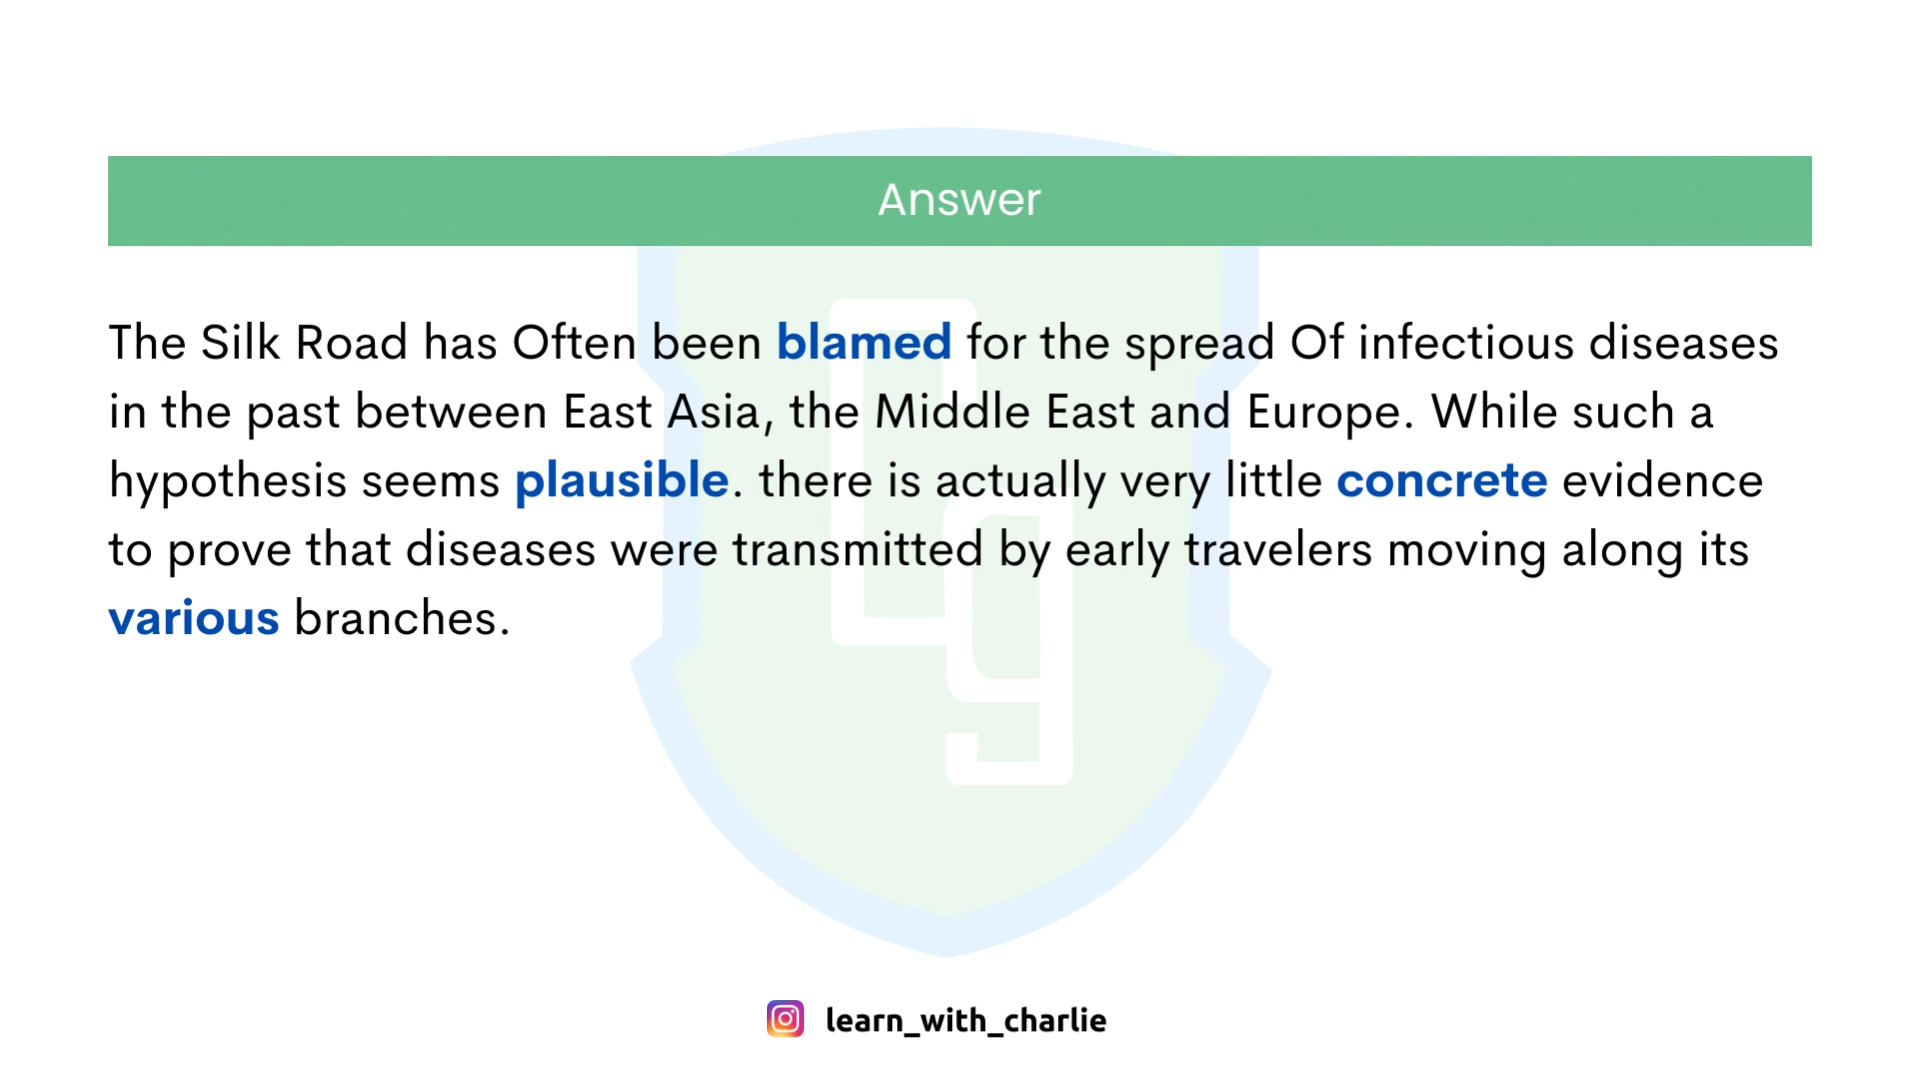 Answer
The Silk Road has Often been blamed for the spread Of infectious diseases
in the past between East Asia, the Middle East and Europe. While such a
hypothesis seems plausible. there is actually very little concrete evidence
to prove that diseases were transmitted by early travelers moving along its
various branches.
learn_with_charlie